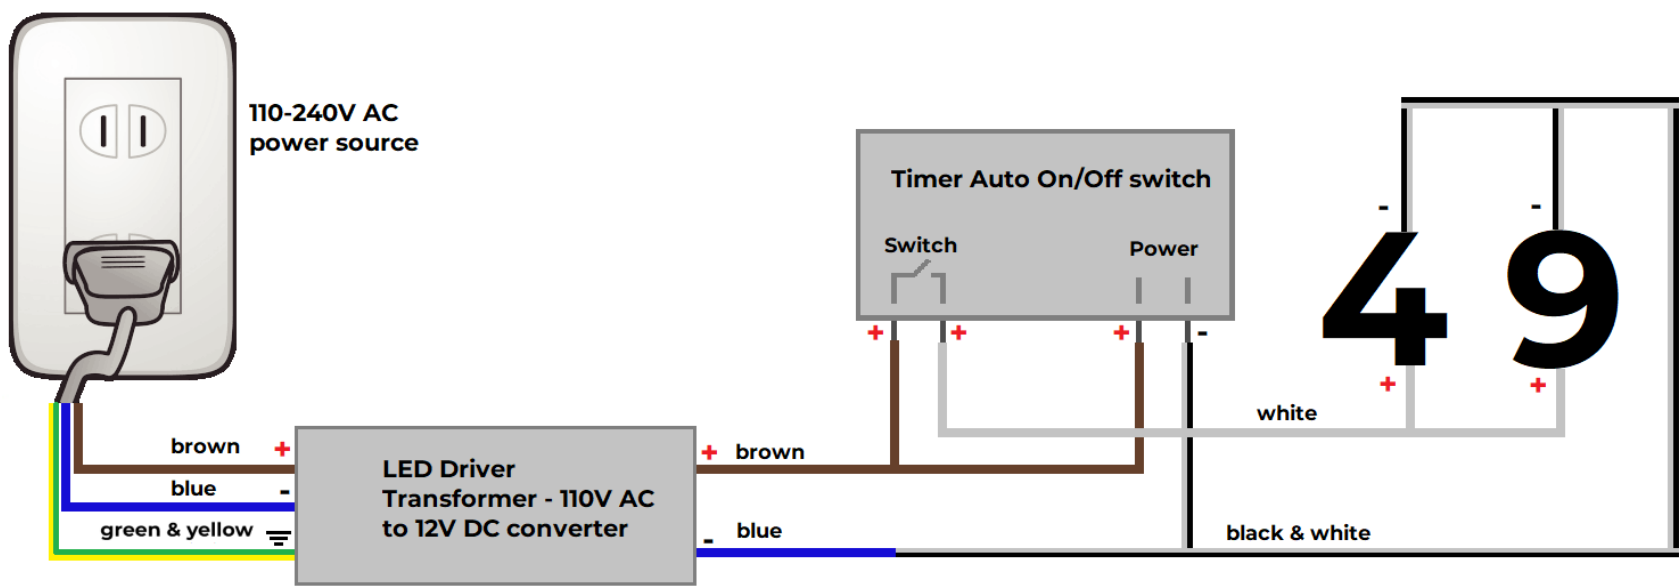 110-240V AC
power source
Timer Auto On/Off switch
Switch
Power
-
-
+
+
+
-
4 9
+
+
white
brown
+
+
brown
LED Driver
Transformer - 110V AC
to 12V DC converter
blue
-
green & yellow
-
blue
black & white